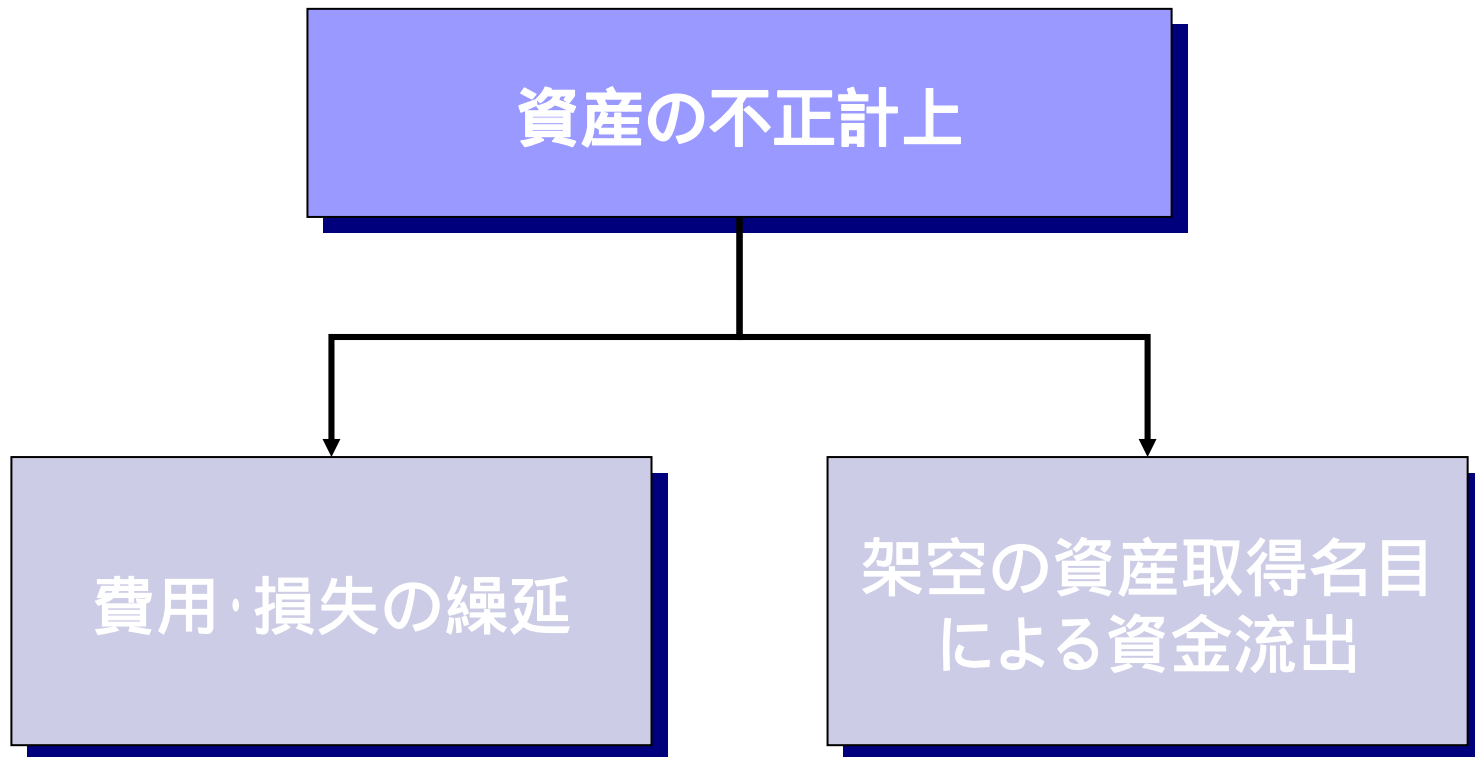 資産の不正計上
費用・損失の繰延
架空の資産取得名目
による資金流出